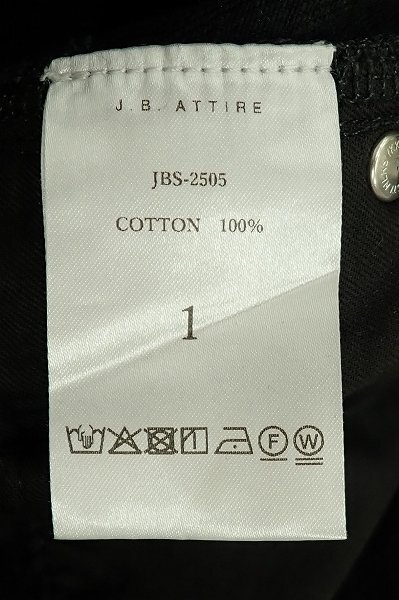 J.B. ATTIRE
JBS-2505
COTTON 100%
1
F W